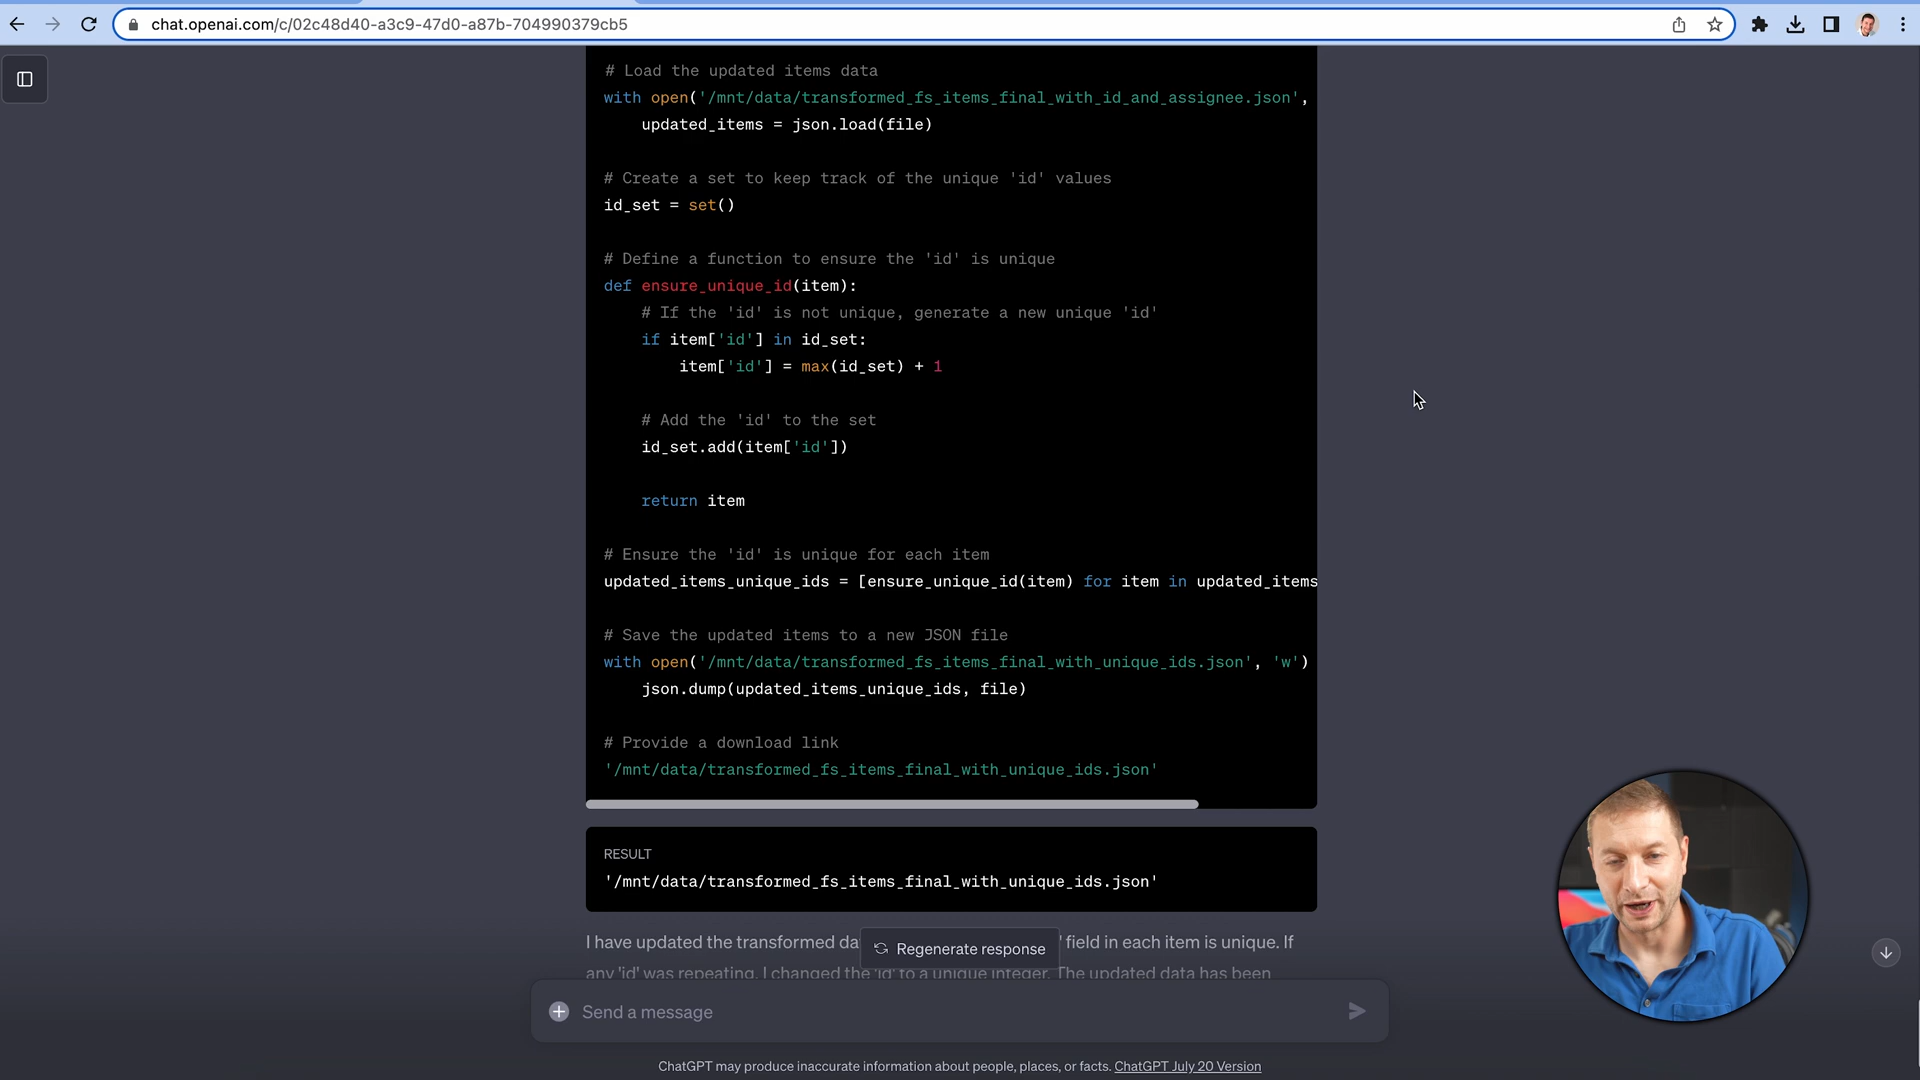 chat.openai.com/c/02c48d40-a3c9-47d0-a87b-704990379cb5
# Load the updated items data
with open('/mnt/data/transformed_fs_items_final_with_id_and_assignee.json',
updated_items = json.load(file)
# Create a set to keep track of the unique 'id' values
id_set = set()
# Define a function to ensure the 'id' is unique
def ensure_unique_id(item):
# If the 'id' is not unique, generate a new unique 'id'
if item['id'] in id_set:
item['id'] = max(id_set) + 1
# Add the 'id' to the set
id_set.add(item['id'])
return item
# Ensure the 'id' is unique for each item
updated_items_unique_ids = [ensure_unique_id(item) for item in updated_items
# Save the updated items to a new JSON file
with open('/mnt/data/transformed_fs_items_final_with_unique_ids.json', 'w')
json.dump(updated_items_unique_ids, file)
# Provide a download link
'/mnt/data/transformed_fs_items_final_with_unique_ids.json'
RESULT
'/mnt/data/transformed_fs_items_final_with_unique_ids.json'
I have updated the transformed da ' field in each item is unique. If
Regenerate response
any 'id' was repeating, I changed the 'id' to a unique integer. The updated data has been
Send a message
ChatGPT may produce inaccurate information about people, places, or facts. ChatGPT July 20 Version